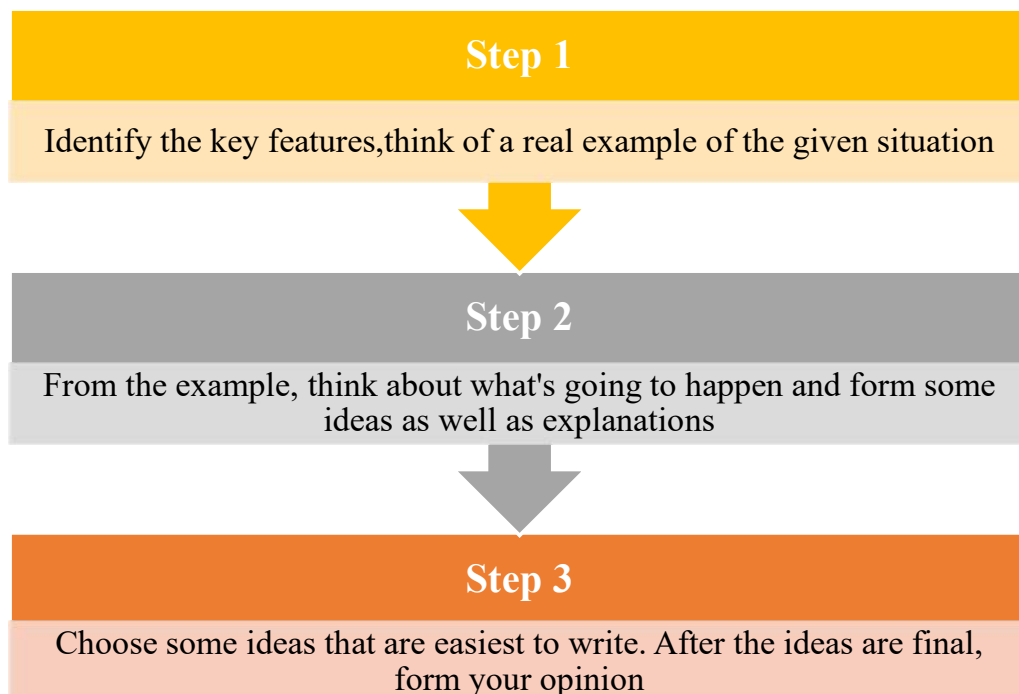 Step 1
Identify the key features,think of a real example of the given situation
Step 2
From the example, think about what's going to happen and form some
ideas as well as explanations
Step 3
Choose some ideas that are easiest to write. After the ideas are final,
form your opinion